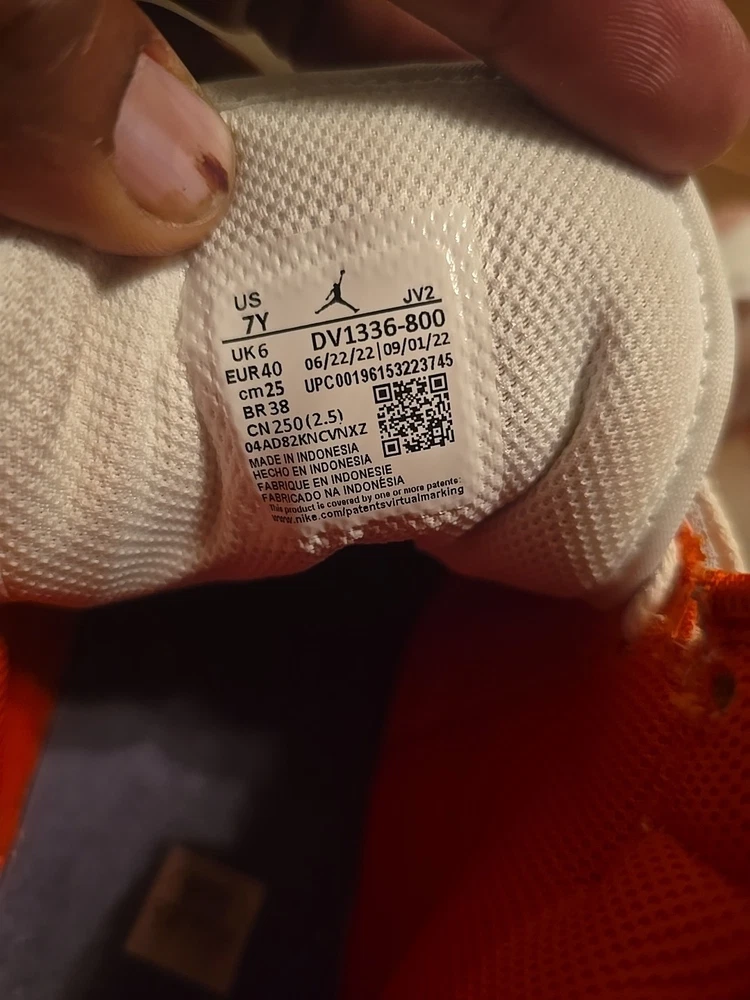 US
7Y
JV2
UK 6
DV1336-800
EUR 40
06/22/22|09/01/22
cm 25
UPC00196153223745
BR 38
CN 250 (2.5)
04AD82KNCVNXZ
MADE IN INDONESIA
HECHO EN INDONESIA
FABRIQUE EN INDONESIE
FABRICADO NA INDONÉSIA
This product is covered by one or more patents:
www.nike.com/patentsvirtualmarking